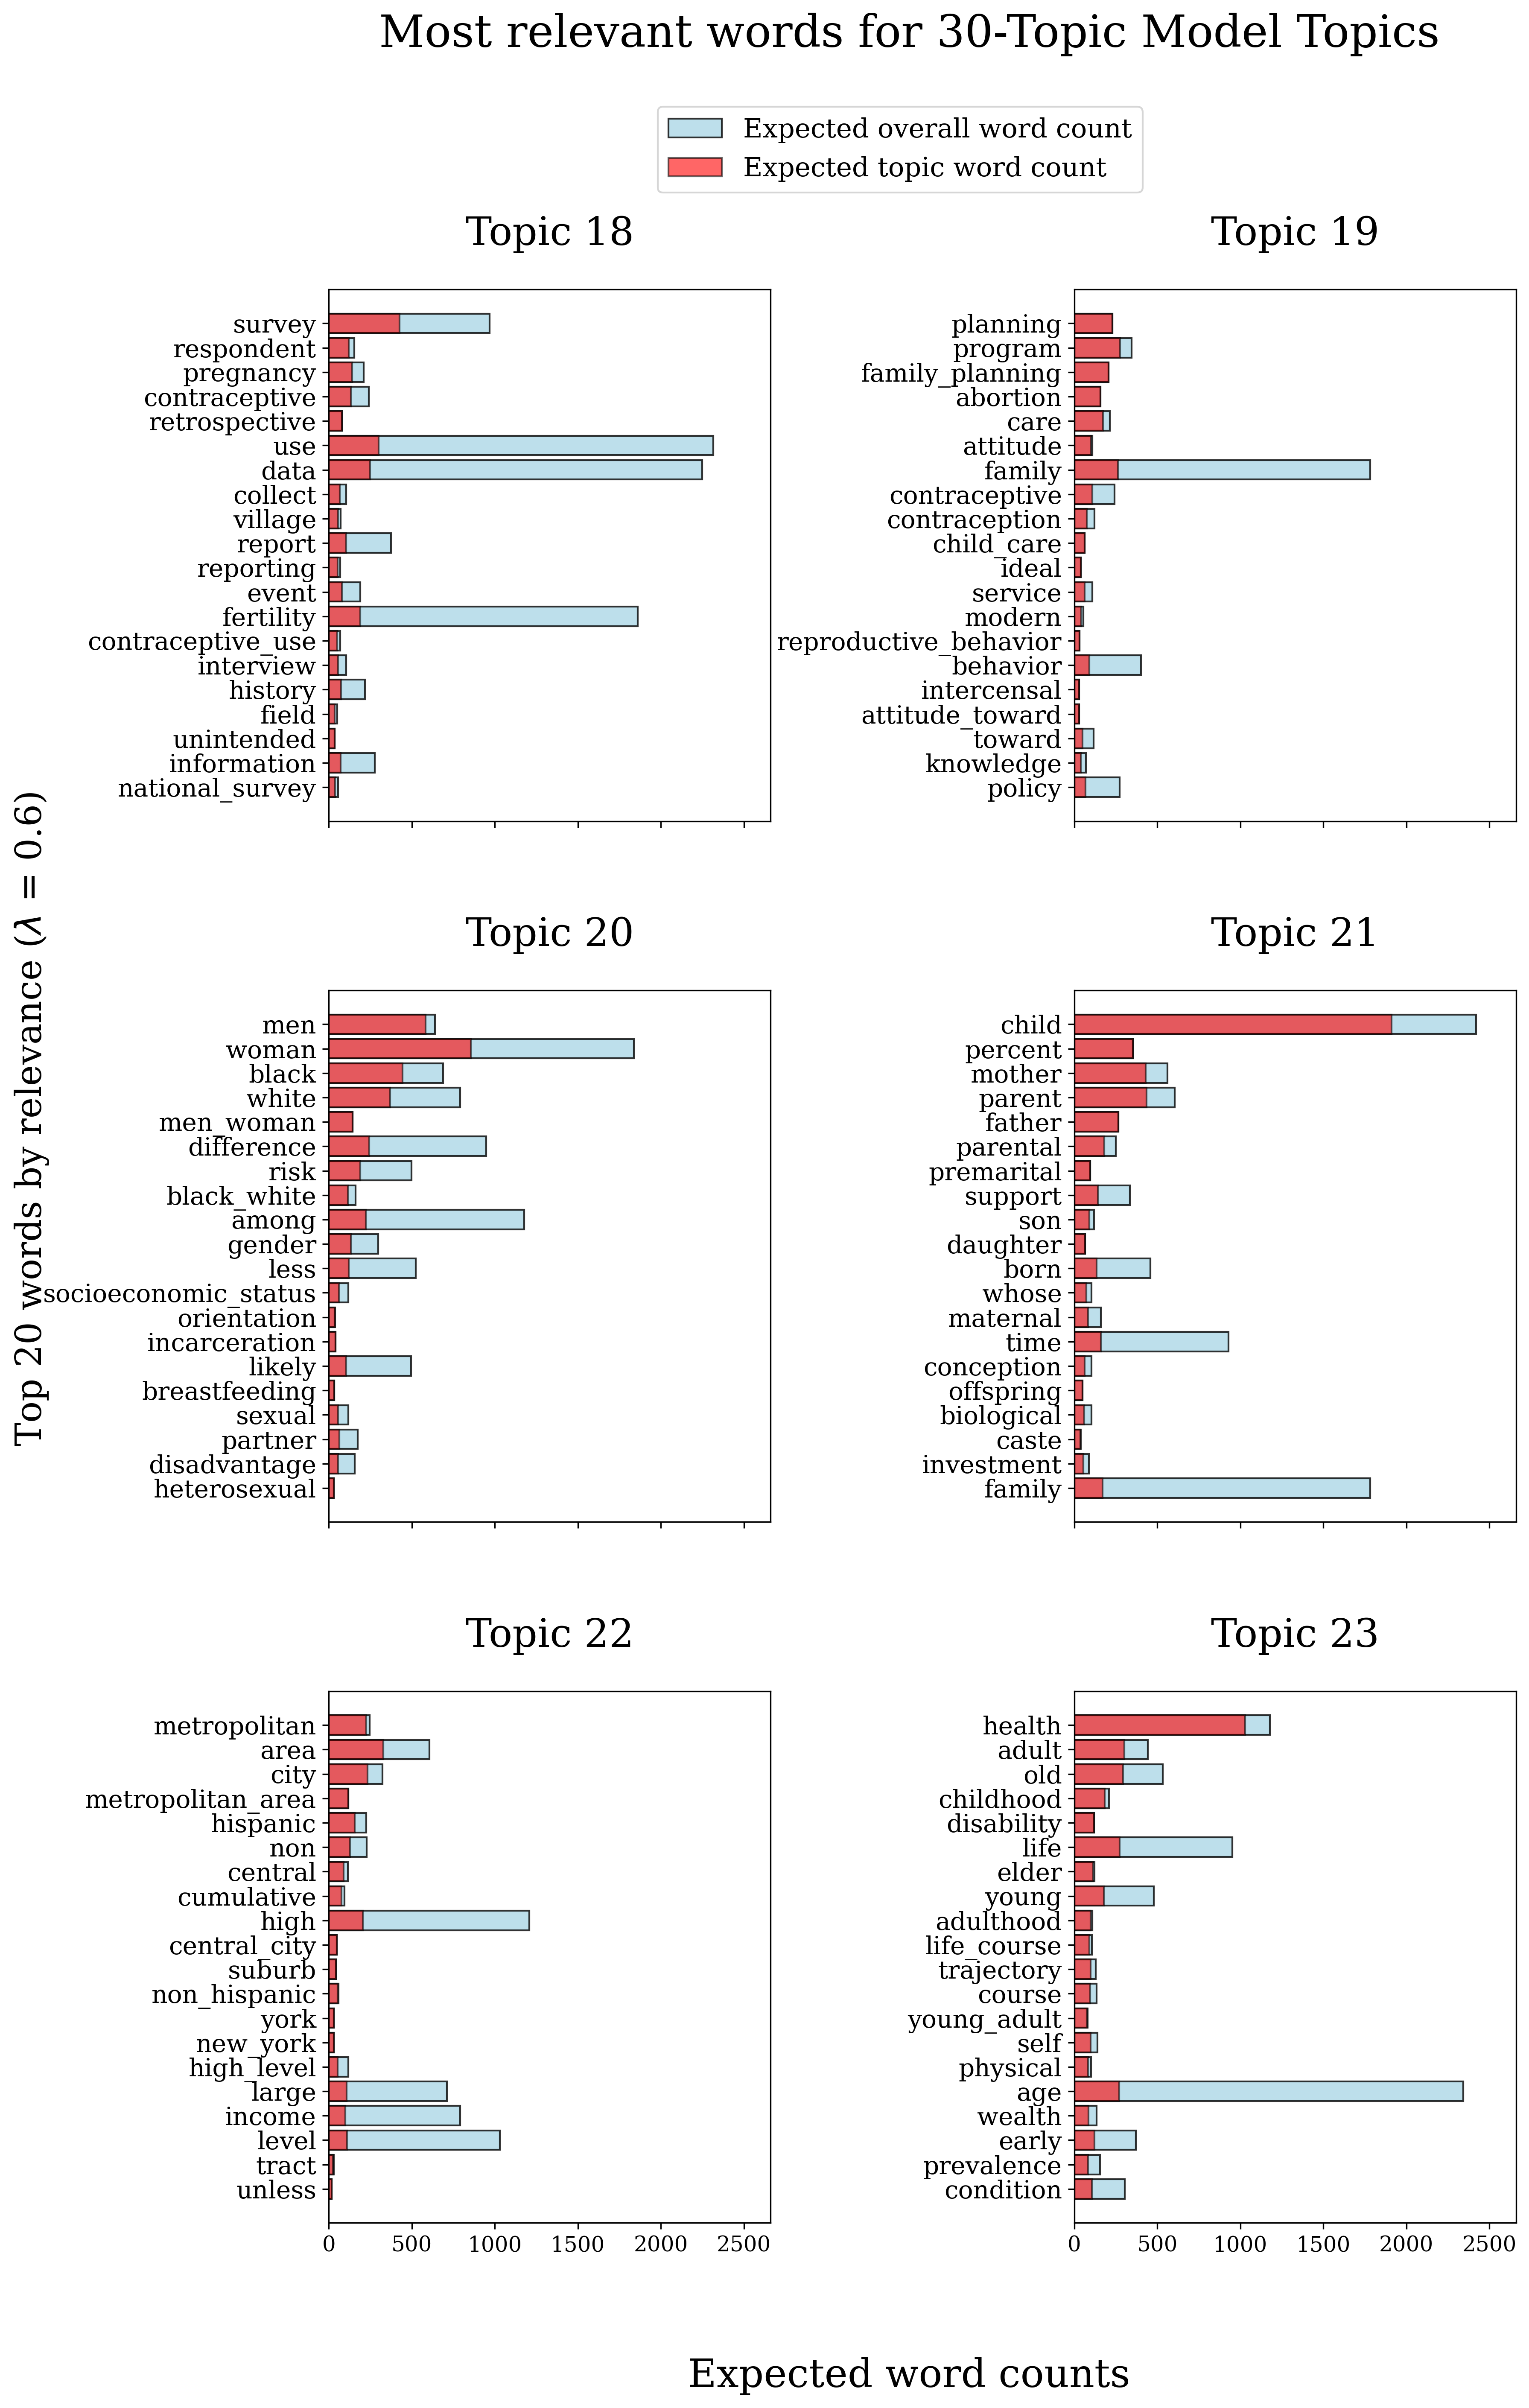 Most relevant words for 30-Topic Model Topics
Expected overall word count
Expected topic word count
Top 20 words by relevance (λ = 0.6)
Topic 18
survey
respondent
pregnancy
contraceptive
retrospective
use
data
collect
village
report
reporting
event
fertility
contraceptive_use
interview
history
field
unintended
information
national_survey
Topic 19
planning
program
family_planning
abortion
care
attitude
family
contraceptive
contraception
child_care
ideal
service
modern
reproductive_behavior
behavior
intercensal
attitude_toward
toward
knowledge
policy
Topic 20
men
woman
black
white
men_woman
difference
risk
black_white
among
gender
less
socioeconomic_status
orientation
incarceration
likely
breastfeeding
sexual
partner
disadvantage
heterosexual
Topic 21
child
percent
mother
parent
father
parental
premarital
support
son
daughter
born
whose
maternal
time
conception
offspring
biological
caste
investment
family
Topic 22
metropolitan
area
city
metropolitan_area
hispanic
non
central
cumulative
high
central_city
suburb
non_hispanic
york
new_york
high_level
large
income
level
tract
unless
0 500 1000 1500 2000 2500
Topic 23
health
adult
old
childhood
disability
life
elder
young
adulthood
life_course
trajectory
course
young_adult
self
physical
age
wealth
early
prevalence
condition
0 500 1000 1500 2000 2500
Expected word counts